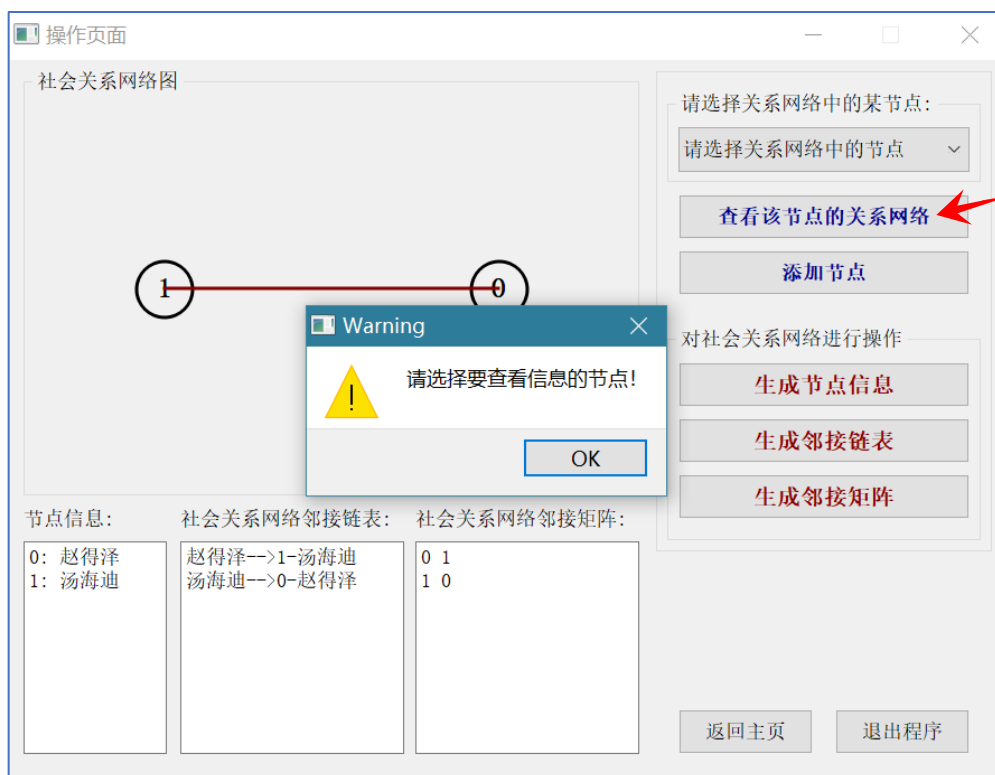 操作页面
社会关系网络图
1
0
Warning
请选择要查看信息的节点!
OK
请选择关系网络中的某节点:
请选择关系网络中的节点
查看该节点的关系网络
添加节点
对社会关系网络进行操作
生成节点信息
生成邻接链表
生成邻接矩阵
节点信息:
0: 赵得泽
1: 汤海迪
社会关系网络邻接链表:
赵得泽-->1-汤海迪
汤海迪-->0-赵得泽
社会关系网络邻接矩阵:
0 1
1 0
返回主页
退出程序